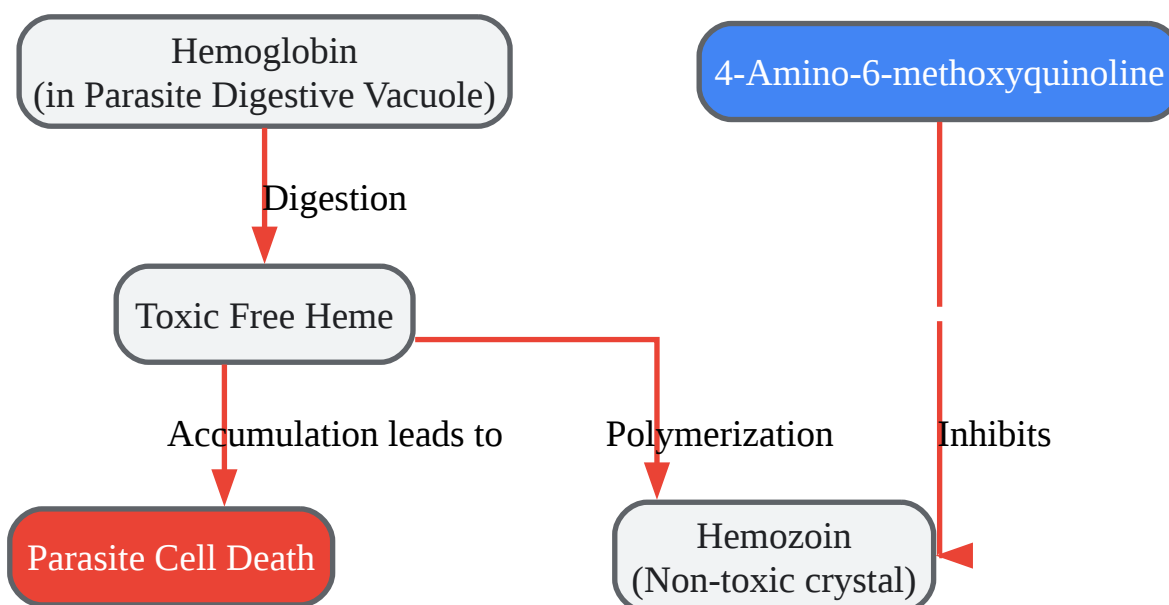 Hemoglobin
(in Parasite Digestive Vacuole)
4-Amino-6-methoxyquinoline
Digestion
Toxic Free Heme
Accumulation leads to
Polymerization
Inhibits
Parasite Cell Death
Hemozoin
(Non-toxic crystal)